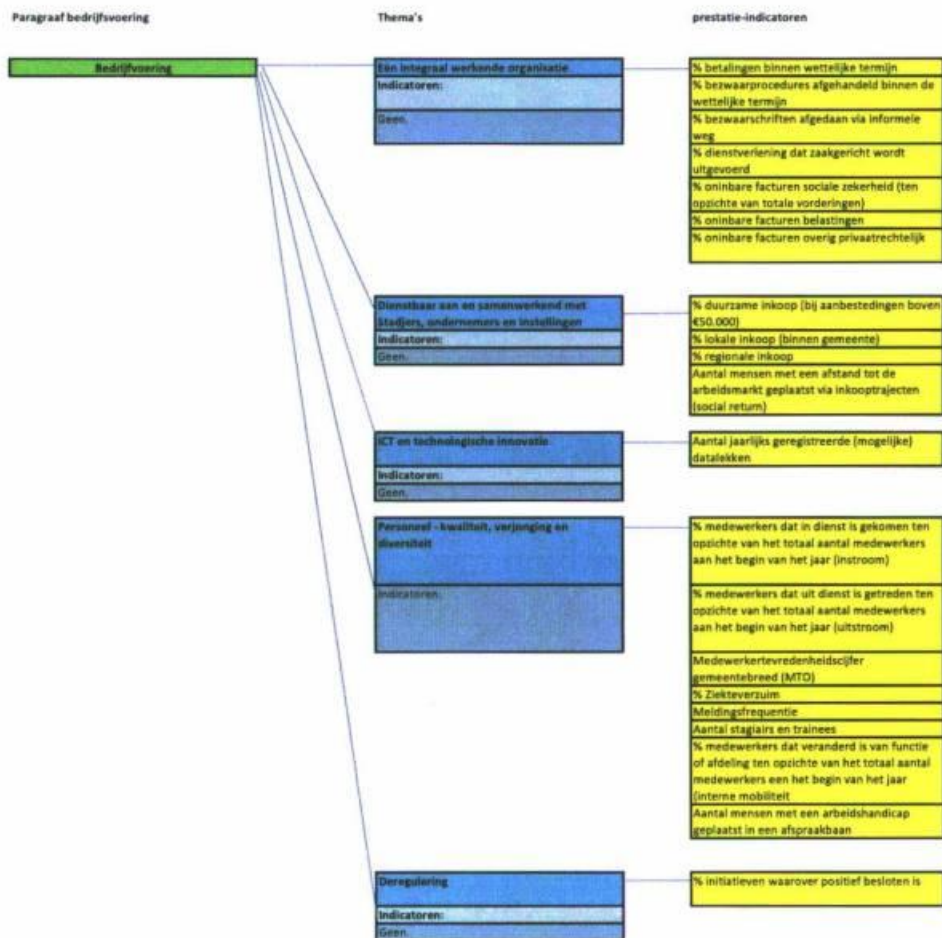 Paragraaf bedrijfsvoering
Thema's
prestatie-indicatoren
Bedrijfvoering
Eén integraal werkende organisatie
Indicatoren:
Geen.
% betalingen binnen wettelijke termijn
% bezwaarprocedures afgehandeld binnen de
wettelijke termijn
% bezwaarschriften afgedaan via informele
weg
% dienstverlening dat zaakgericht wordt
uitgevoerd
% oninbare facturen sociale zekerheid (ten
opzichte van totale vorderingen)
% oninbare facturen belastingen
% oninbare facturen overig privaatrechtelijk
Dienstbaar aan en samenwerkend met
Stadjers, ondernemers en instellingen
Indicatoren:
Geen.
% duurzame inkoop (bij aanbestedingen boven
€50.000)
% lokale inkoop (binnen gemeente)
% regionale inkoop
Aantal mensen met een afstand tot de
arbeidsmarkt geplaatst via inkooptrajecten
(social return)
ICT en technologische innovatie
Indicatoren:
Geen.
Aantal jaarlijks geregistreerde (mogelijke)
datalekken
Personeel - kwaliteit, verjonging en
diversiteit
Indicatoren:
% medewerkers dat in dienst is gekomen ten
opzichte van het totaal aantal medewerkers
aan het begin van het jaar (instroom)
% medewerkers dat uit dienst is getreden ten
opzichte van het totaal aantal medewerkers
aan het begin van het jaar (uitstroom)
Medewerkertevredenheidscijfer
gemeentebreed (MTO)
% Ziekteverzuim
Meldingsfrequentie
Aantal stagiairs en trainees
% medewerkers dat veranderd is van functie
of afdeling ten opzichte van het totaal aantal
medewerkers een het begin van het jaar
(interne mobiliteit
Aantal mensen met een arbeidshandicap
geplaatst in een afspraakbaan
Deregulering
Indicatoren:
Geen.
% initiatieven waarover positief besloten is